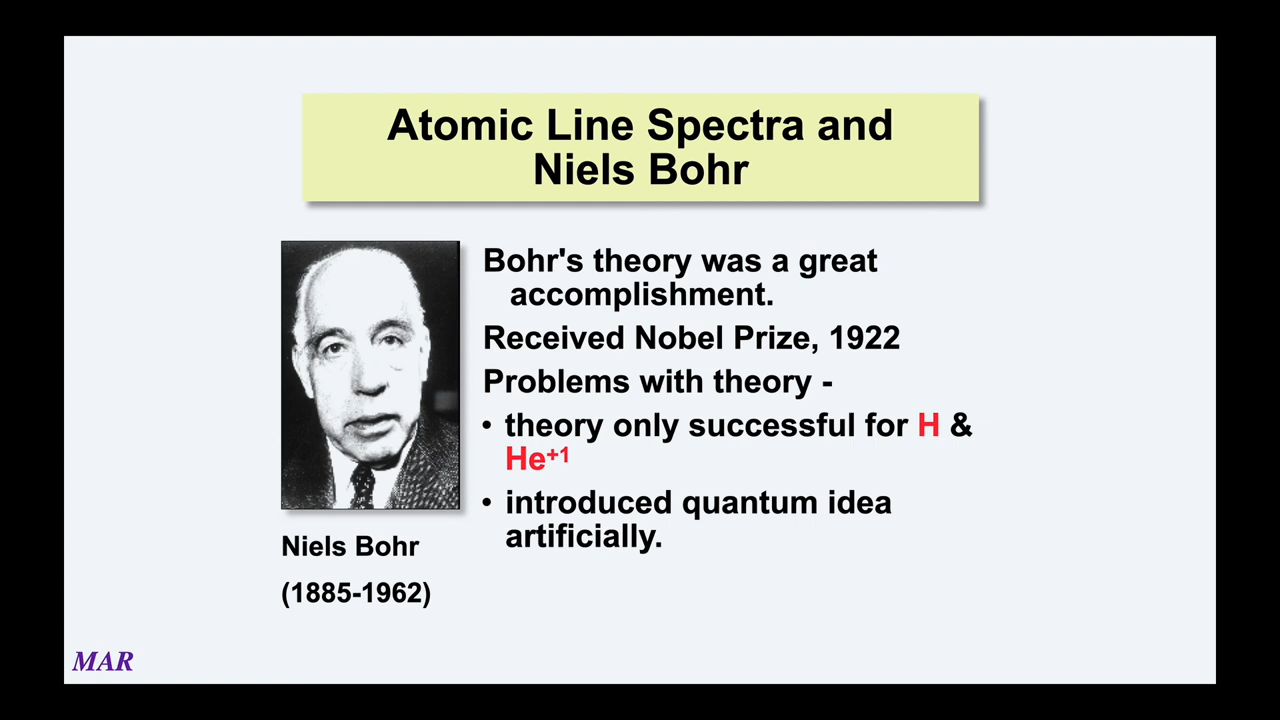 Atomic Line Spectra and
Niels Bohr
Bohr's theory was a great
accomplishment.
Received Nobel Prize, 1922
Problems with theory -
• theory only successful for H &
He⁺¹
• introduced quantum idea
artificially.
Niels Bohr
(1885-1962)
MAR